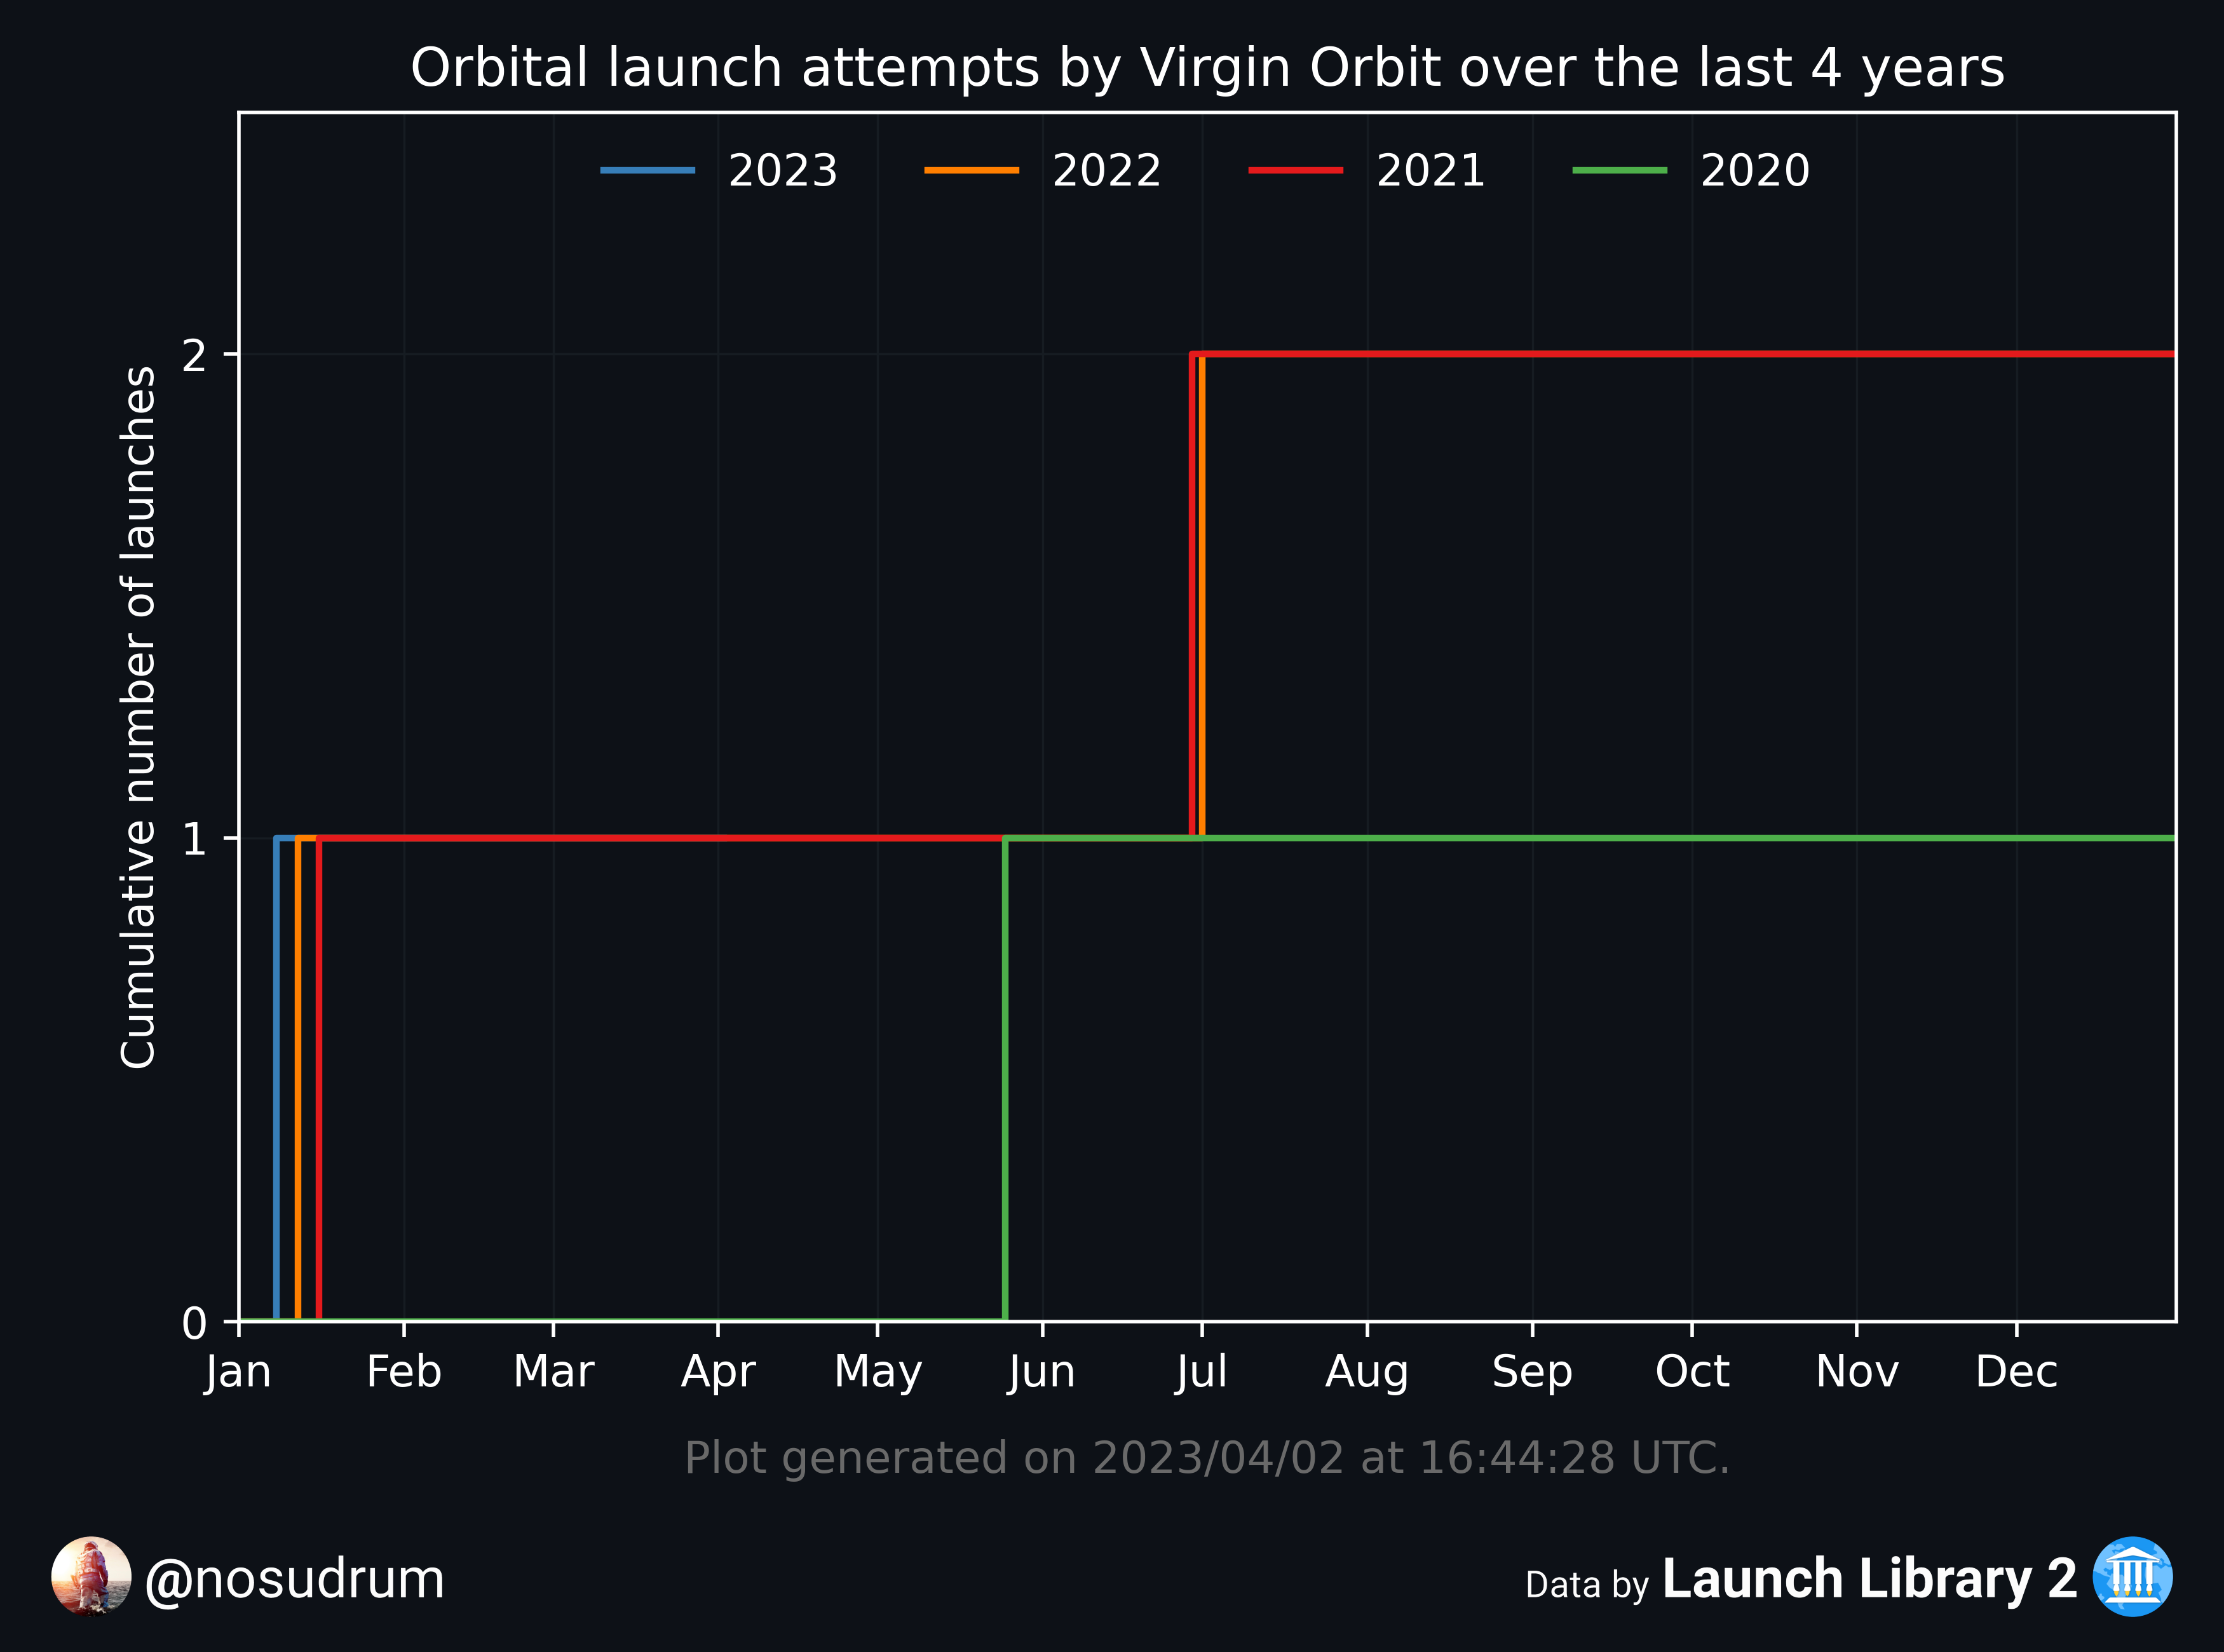 Orbital launch attempts by Virgin Orbit over the last 4 years
2023 2022 2021 2020
Cumulative number of launches
2
1
0
Jan Feb Mar Apr May Jun Jul Aug Sep Oct Nov Dec
Plot generated on 2023/04/02 at 16:44:28 UTC.
@nosudrum
Data by Launch Library 2